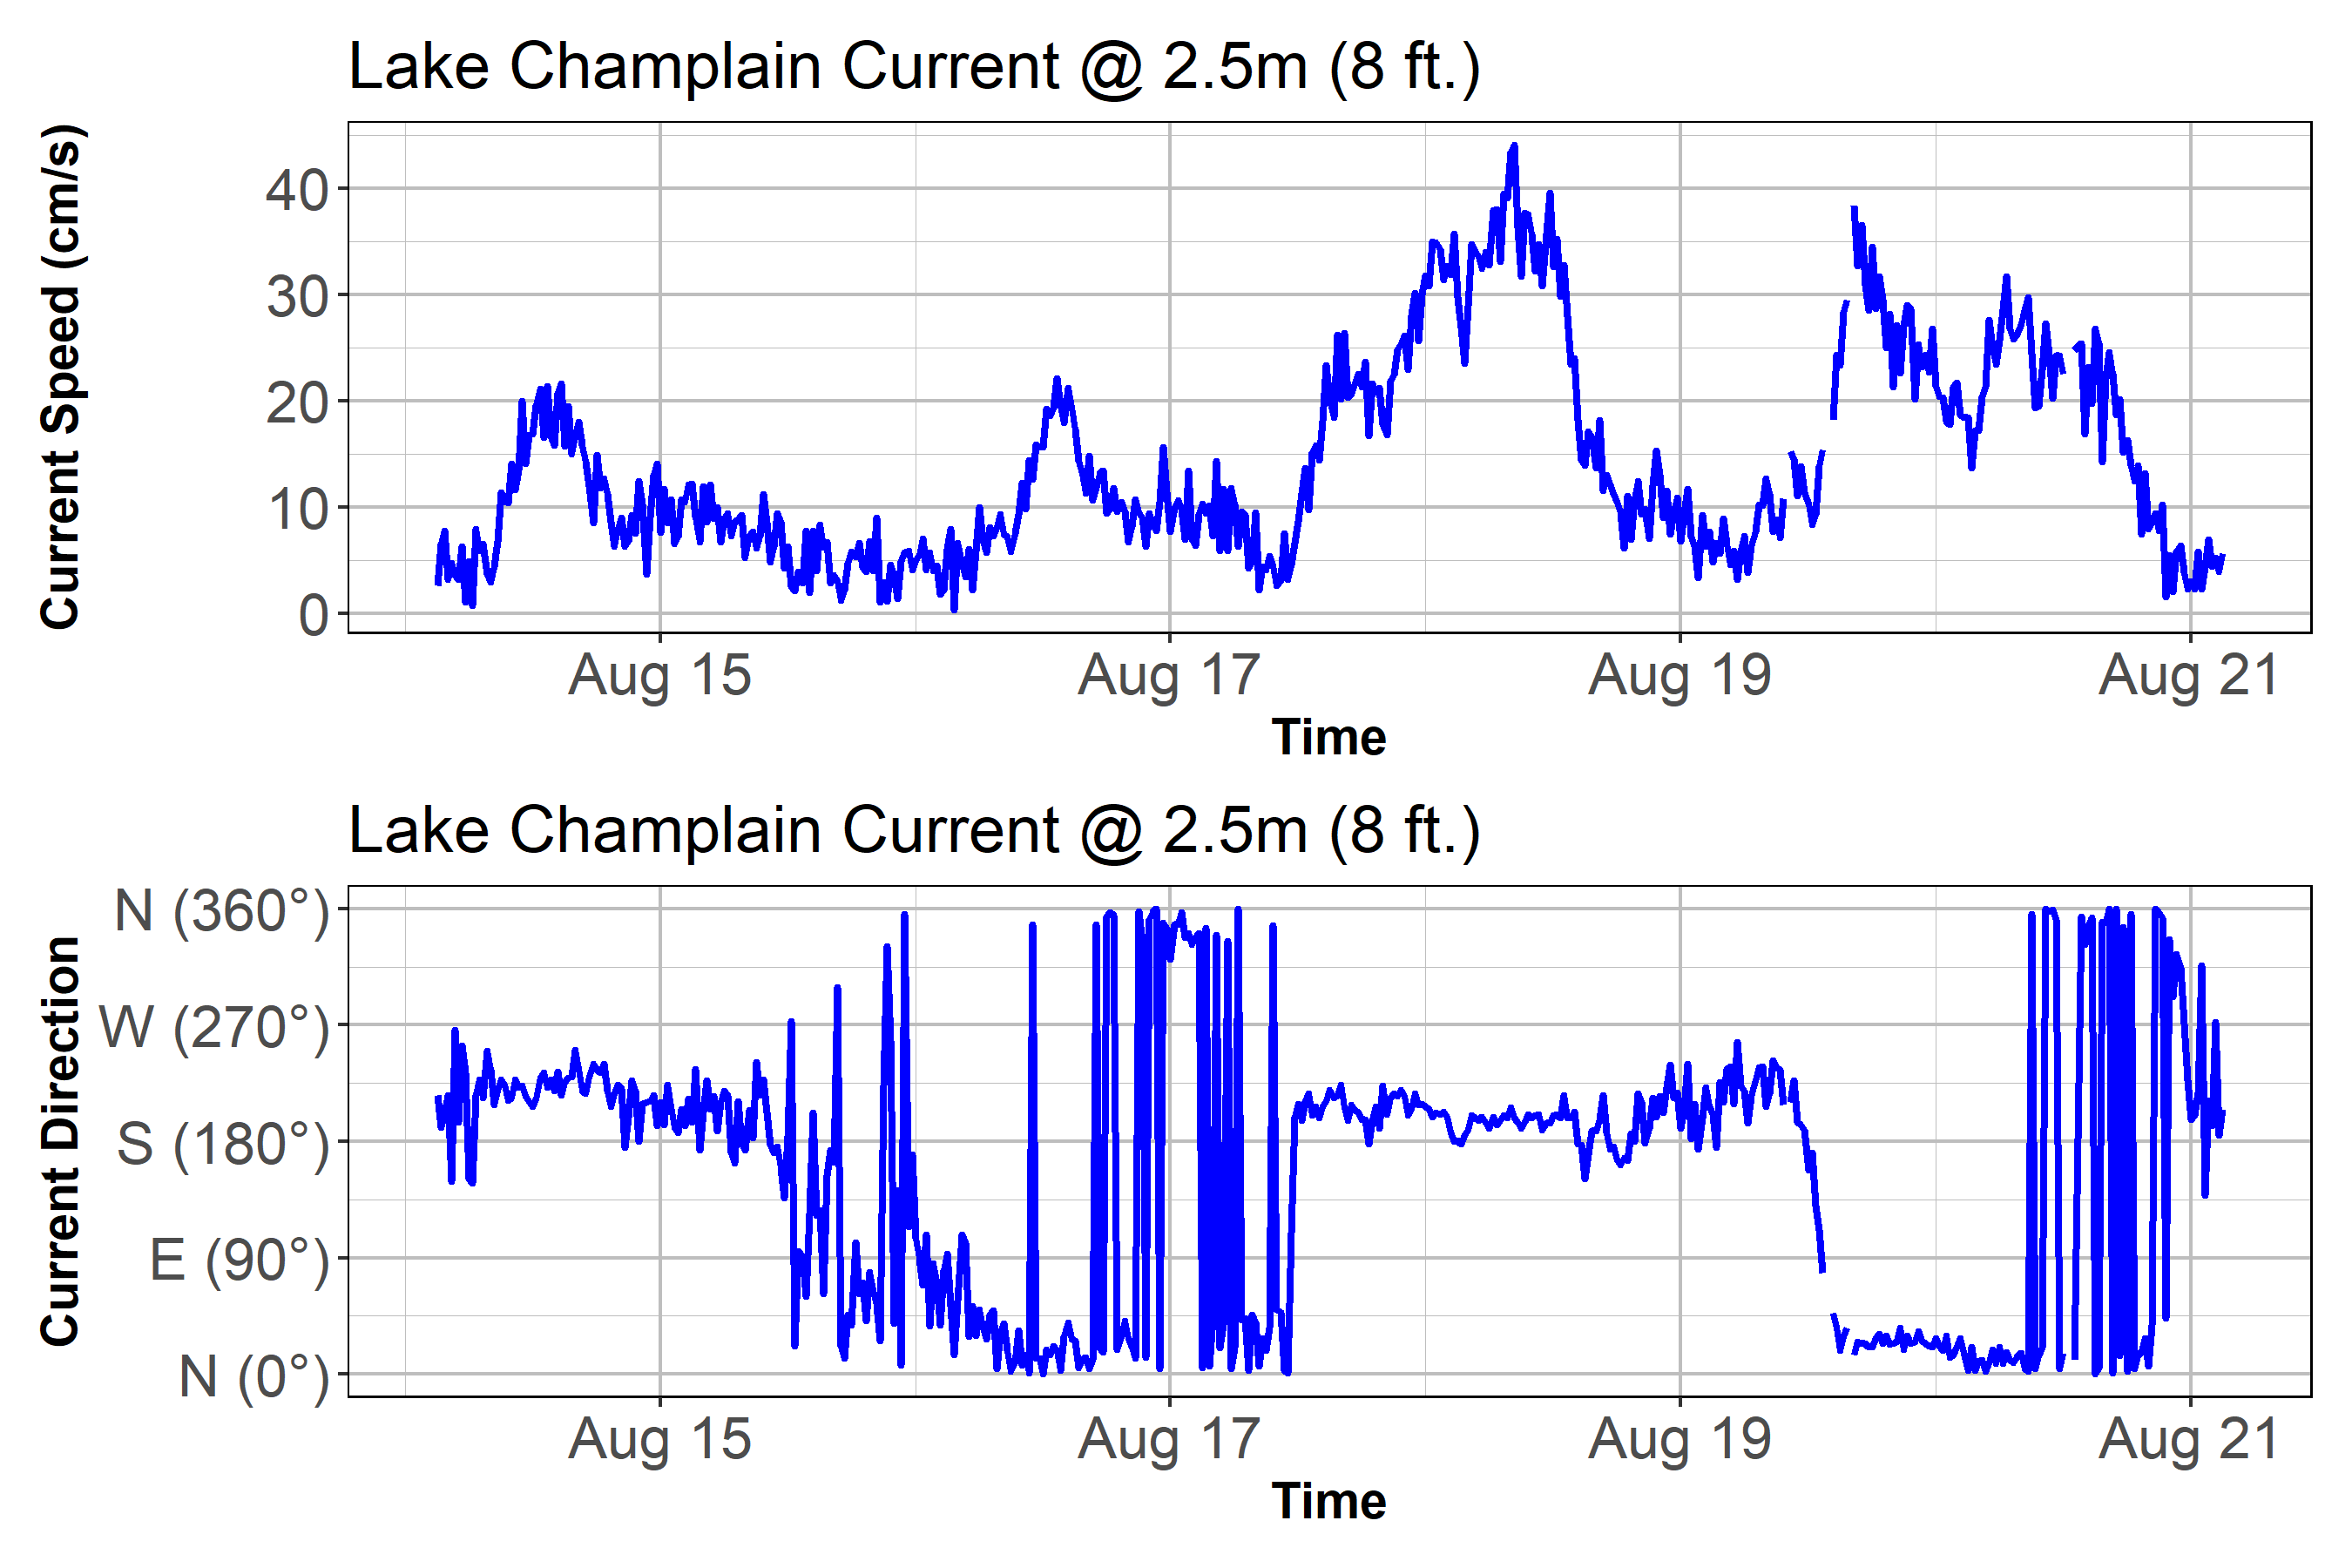 Lake Champlain Current @ 2.5m (8 ft.)
Current Speed (cm/s)
40
30
20
10
0
Aug 15 Aug 17 Aug 19 Aug 21
Time
Lake Champlain Current @ 2.5m (8 ft.)
Current Direction
N (360°)
W (270°)
S (180°)
E (90°)
N (0°)
Aug 15 Aug 17 Aug 19 Aug 21
Time